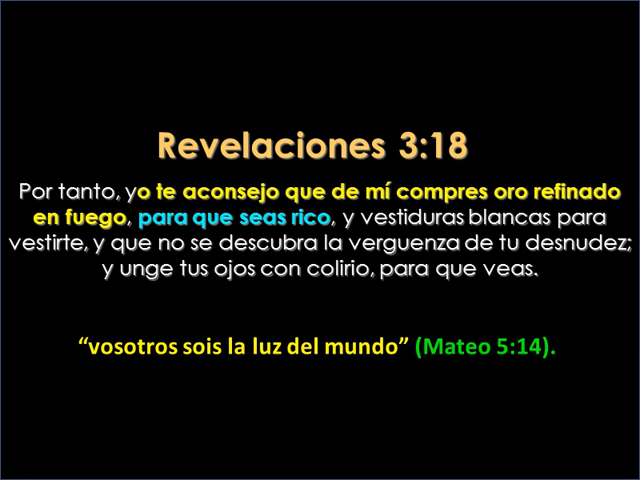 Revelaciones 3:18
Por tanto, yo te aconsejo que de mí compres oro refinado
en fuego, para que seas rico, y vestiduras blancas para
vestirte, y que no se descubra la verguenza de tu desnudez;
y unge tus ojos con colirio, para que veas.
“vosotros sois la luz del mundo” (Mateo 5:14).